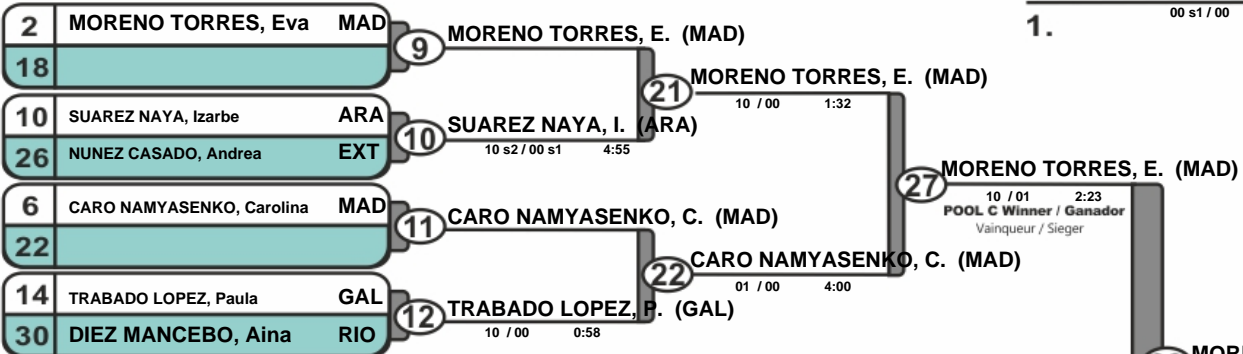 00 s1 / 00
1.
2 MORENO TORRES, Eva MAD
18
9 MORENO TORRES, E. (MAD)
10 SUAREZ NAYA, Izarbe ARA
26 NUNEZ CASADO, Andrea EXT
10 SUAREZ NAYA, I. (ARA)
10 s2 / 00 s1 4:55
21 MORENO TORRES, E. (MAD)
10 / 00 1:32
6 CARO NAMYASENKO, Carolina MAD
22
11 CARO NAMYASENKO, C. (MAD)
14 TRABADO LOPEZ, Paula GAL
30 DIEZ MANCEBO, Aina RIO
12 TRABADO LOPEZ, P. (GAL)
10 / 00 0:58
22 CARO NAMYASENKO, C. (MAD)
01 / 00 4:00
27 MORENO TORRES, E. (MAD)
10 / 01 2:23
POOL C Winner / Ganador
Vainqueur / Sieger